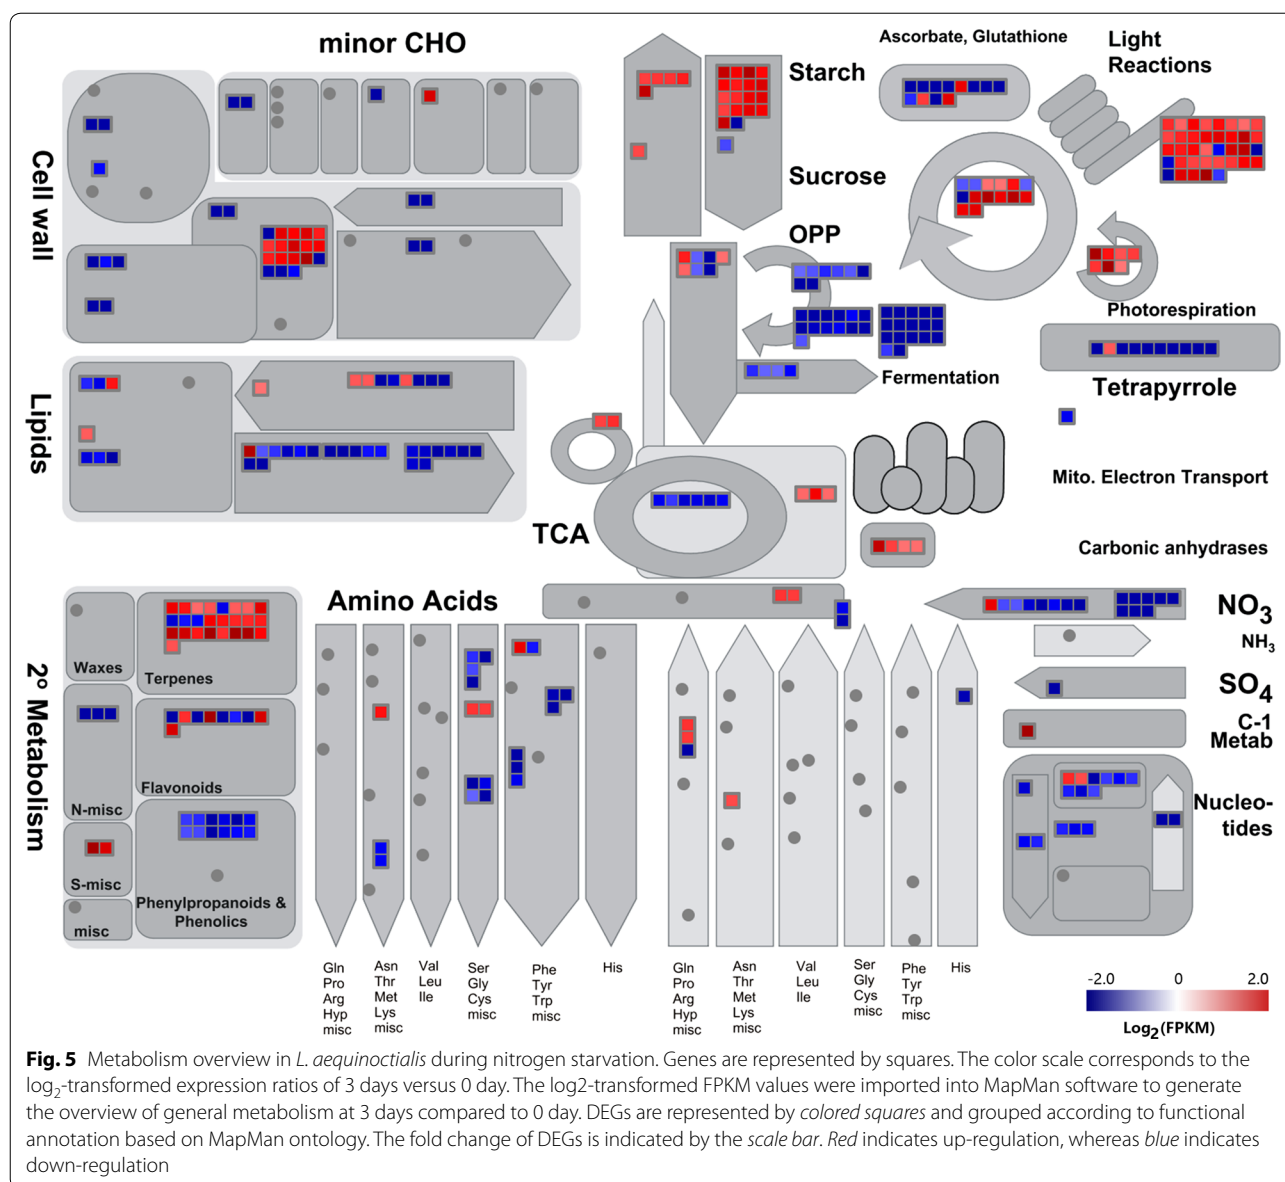 minor CHO
Ascorbate, Glutathione
Light
Reactions
Starch
Sucrose
Cell wall
OPP
Photorespiration
Tetrapyrrole
Fermentation
Lipids
Mito. Electron Transport
TCA
Carbonic anhydrases
Amino Acids
NO3
NH3
SO4
C-1
Metab
Nucleo-
tides
2º Metabolism
Waxes
Terpenes
N-misc
Flavonoids
S-misc
Phenylpropanoids &
Phenolics
misc
Gln
Pro
Arg
Hyp
misc
Asn
Thr
Met
Lys
misc
Val
Leu
Ile
Ser
Gly
Cys
misc
Phe
Tyr
Trp
misc
His
Gln
Pro
Arg
Hyp
misc
Asn
Thr
Met
Lys
misc
Val
Leu
Ile
Ser
Gly
Cys
misc
Phe
Tyr
Trp
misc
His
-2.0 0 2.0
Log2(FPKM)
Fig. 5 Metabolism overview in L. aequinoctialis during nitrogen starvation. Genes are represented by squares. The color scale corresponds to the
log2-transformed expression ratios of 3 days versus 0 day. The log2-transformed FPKM values were imported into MapMan software to generate
the overview of general metabolism at 3 days compared to 0 day. DEGs are represented by colored squares and grouped according to functional
annotation based on MapMan ontology. The fold change of DEGs is indicated by the scale bar. Red indicates up-regulation, whereas blue indicates
down-regulation